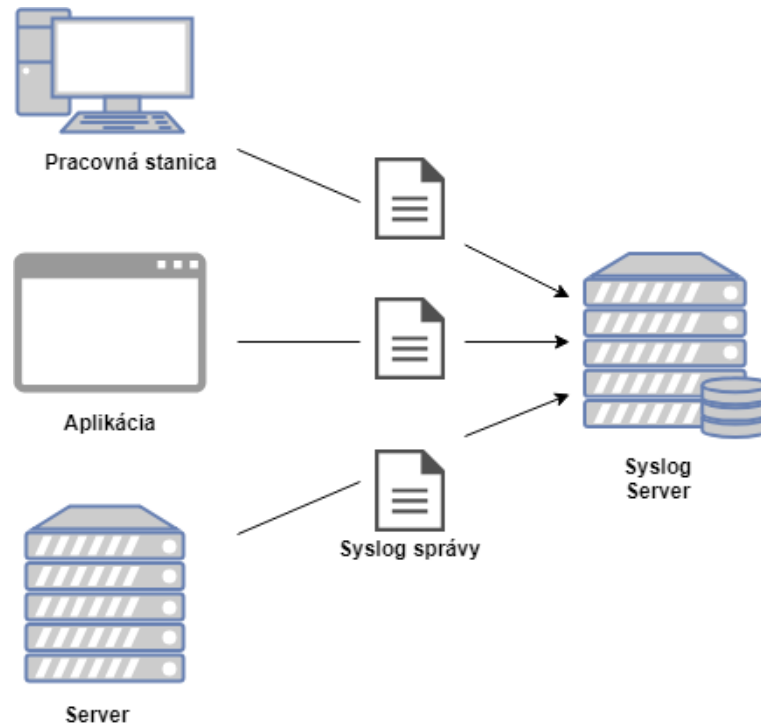 Pracovná stanica
Aplikácia
Syslog
Server
Syslog správy
Server